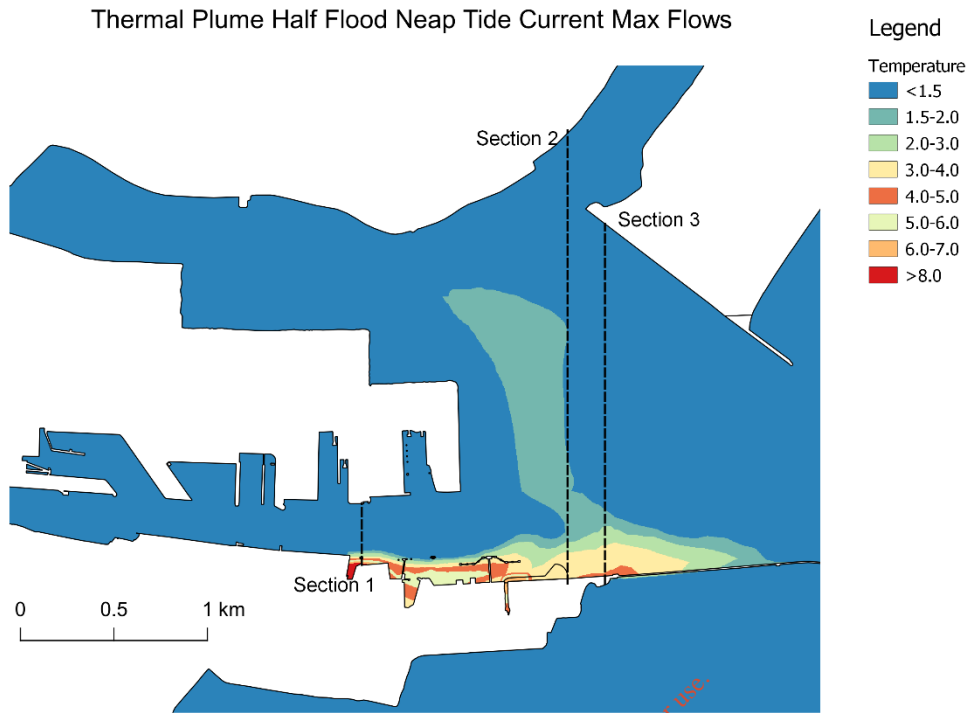 Thermal Plume Half Flood Neap Tide Current Max Flows
Legend
Temperature
<1.5
1.5-2.0
2.0-3.0
3.0-4.0
4.0-5.0
5.0-6.0
6.0-7.0
>8.0
Section 2
Section 3
Section 1
0 0.5 1 km
use.